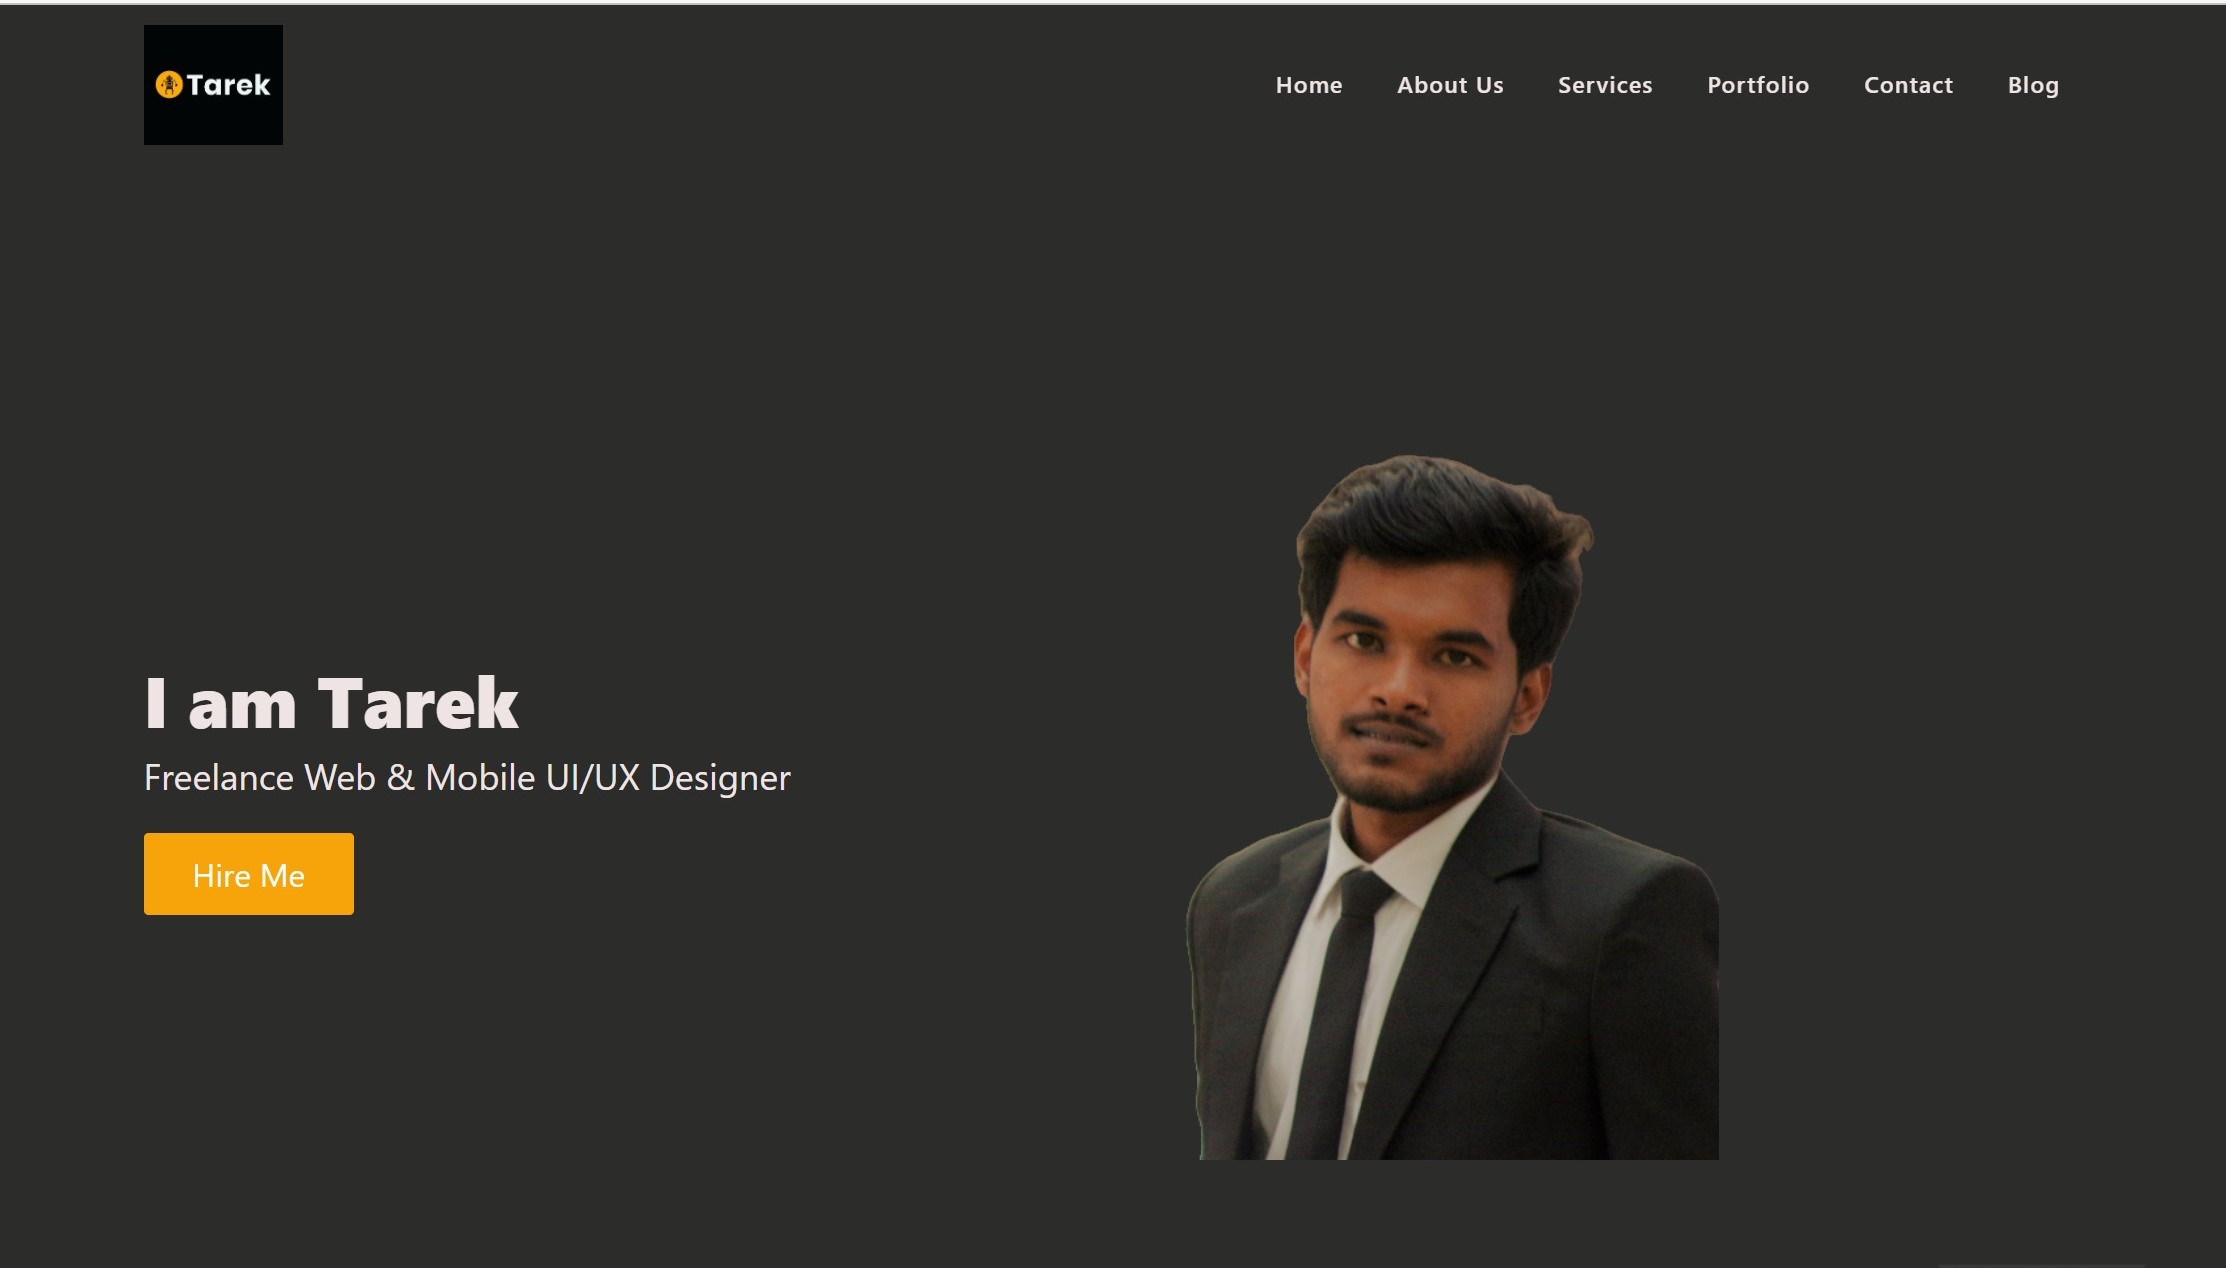 Tarek
Home About Us Services Portfolio Contact Blog
I am Tarek
Freelance Web & Mobile UI/UX Designer
Hire Me